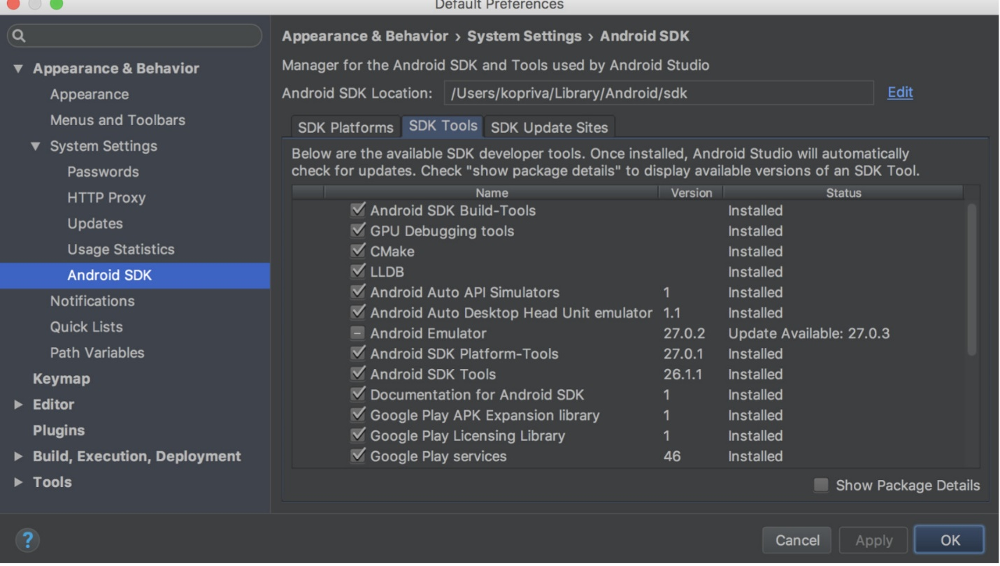 Default Preferences
Appearance & Behavior
Appearance
Menus and Toolbars
System Settings
Passwords
HTTP Proxy
Updates
Usage Statistics
Android SDK
Notifications
Quick Lists
Path Variables
Keymap
Editor
Plugins
Build, Execution, Deployment
Tools
Appearance & Behavior › System Settings › Android SDK
Manager for the Android SDK and Tools used by Android Studio
Android SDK Location: /Users/kopriva/Library/Android/sdk Edit
SDK Platforms SDK Tools SDK Update Sites
Below are the available SDK developer tools. Once installed, Android Studio will automatically
check for updates. Check "show package details" to display available versions of an SDK Tool.
Name Version Status
Android SDK Build-Tools Installed
GPU Debugging tools Installed
CMake Installed
LLDB Installed
Android Auto API Simulators 1 Installed
Android Auto Desktop Head Unit emulator 1.1 Installed
Android Emulator 27.0.2 Update Available: 27.0.3
Android SDK Platform-Tools 27.0.1 Installed
Android SDK Tools 26.1.1 Installed
Documentation for Android SDK 1 Installed
Google Play APK Expansion library 1 Installed
Google Play Licensing Library 1 Installed
Google Play services 46 Installed
Show Package Details
? Cancel Apply OK